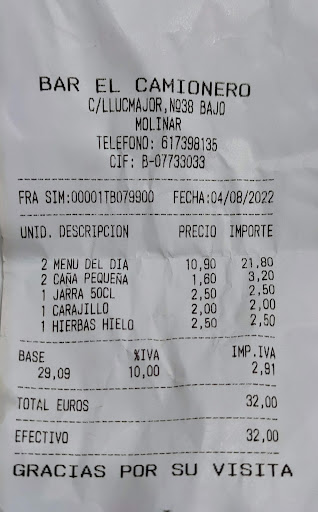 BAR EL CAMIONERO
C/LLUCMAJOR,Nº38 BAJO
MOLINAR
TELEFONO: 617398135
CIF: B-07733033
FRA SIM:00001TB079900 FECHA:04/08/2022
UNID. DESCRIPCION PRECIO IMPORTE
2 MENU DEL DIA 10,90 21,80
2 CAÑA PEQUEÑA 1,60 3,20
1 JARRA 50CL 2,50 2,50
1 CARAJILLO 2,00 2,00
1 HIERBAS HIELO 2,50 2,50
BASE %IVA IMP.IVA
29,09 10,00 2,91
TOTAL EUROS 32,00
EFECTIVO 32,00
GRACIAS POR SU VISITA